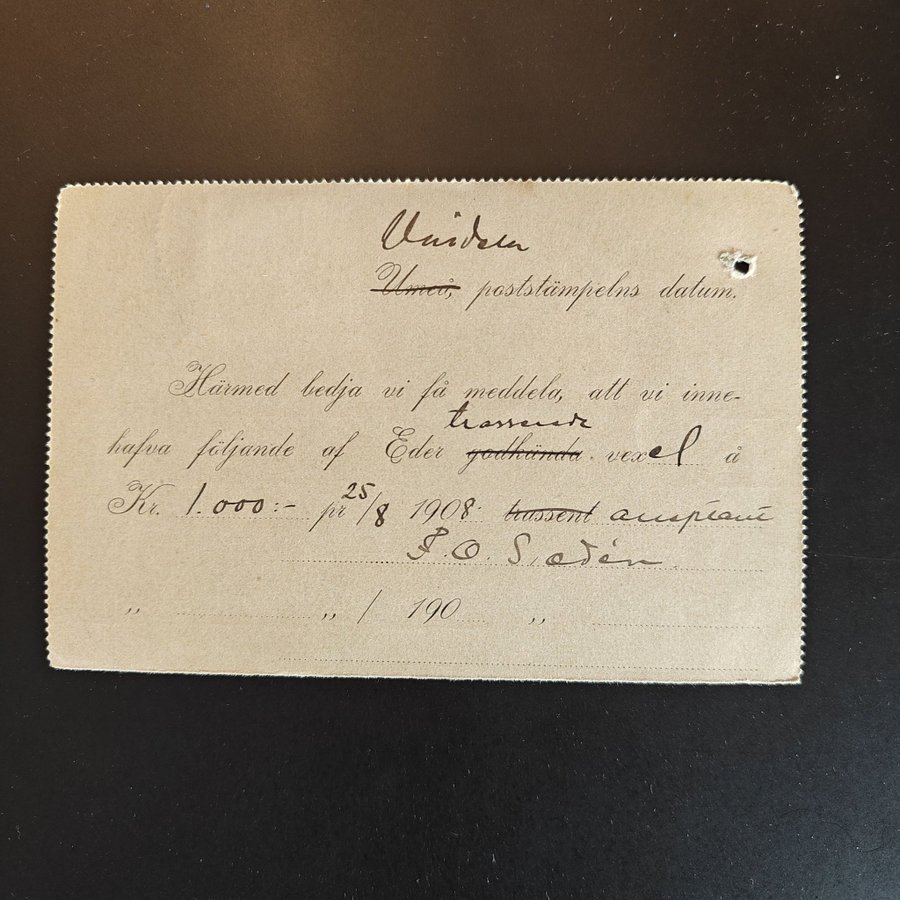 Vindeln
Umeå, poststämpelns datum.
Härmed bedja vi få meddela, att vi inne-
trasserade
hafva följande af Eder godkända vexel å
Kr. 1.000:- pr 25/8 1908 trassent acceptant
O.
„ „ / 190 „